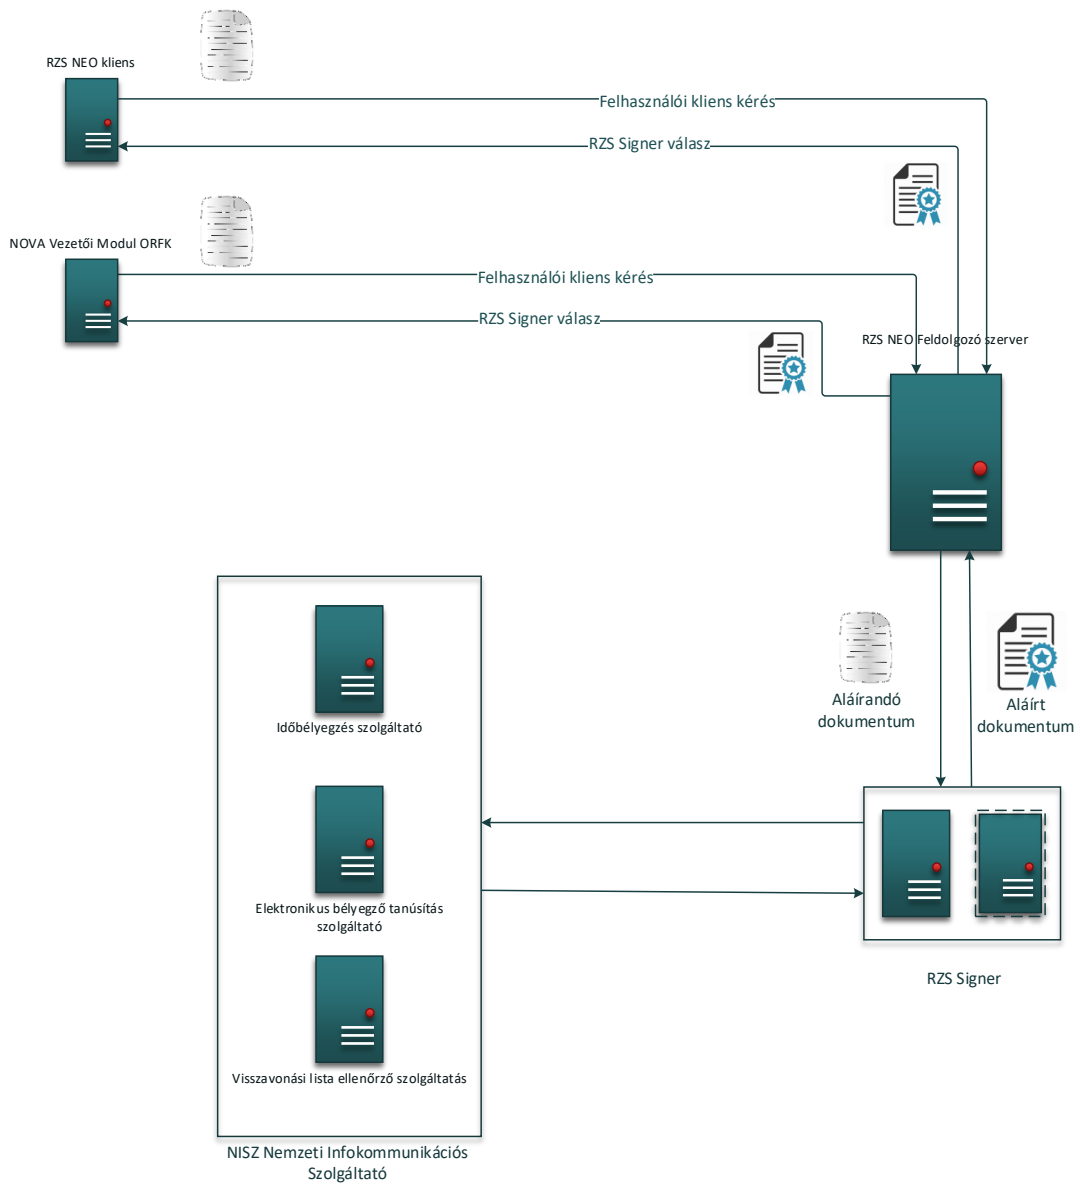 RZS NEO kliens
Felhasználói kliens kérés
RZS Signer válasz
NOVA Vezetői Modul ORFK
Felhasználói kliens kérés
RZS Signer válasz
RZS NEO Feldolgozó szerver
Aláírandó
dokumentum
Aláírt
dokumentum
Időbélyegzés szolgáltató
Elektronikus bélyegző tanúsítás
szolgáltató
RZS Signer
Visszavonási lista ellenőrző szolgáltatás
NISZ Nemzeti Infokommunikációs
Szolgáltató